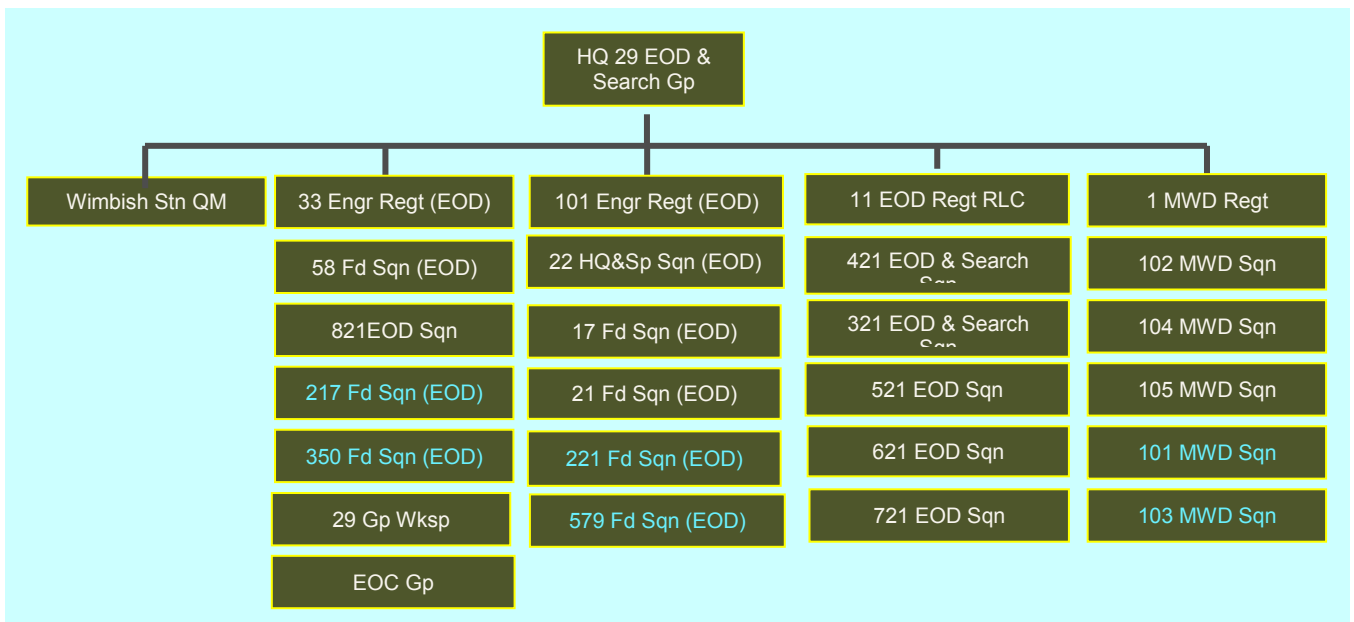 HQ 29 EOD &
Search Gp
Wimbish Stn QM
33 Engr Regt (EOD)
58 Fd Sqn (EOD)
821EOD Sqn
217 Fd Sqn (EOD)
350 Fd Sqn (EOD)
29 Gp Wksp
EOC Gp
101 Engr Regt (EOD)
22 HQ&Sp Sqn (EOD)
17 Fd Sqn (EOD)
21 Fd Sqn (EOD)
221 Fd Sqn (EOD)
579 Fd Sqn (EOD)
11 EOD Regt RLC
421 EOD & Search
Sqn
321 EOD & Search
Sqn
521 EOD Sqn
621 EOD Sqn
721 EOD Sqn
1 MWD Regt
102 MWD Sqn
104 MWD Sqn
105 MWD Sqn
101 MWD Sqn
103 MWD Sqn